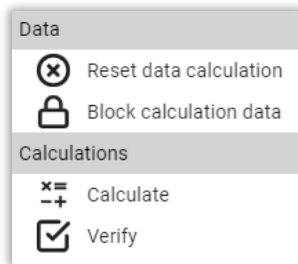 Data
Reset data calculation
Block calculation data
Calculations
Calculate
Verify